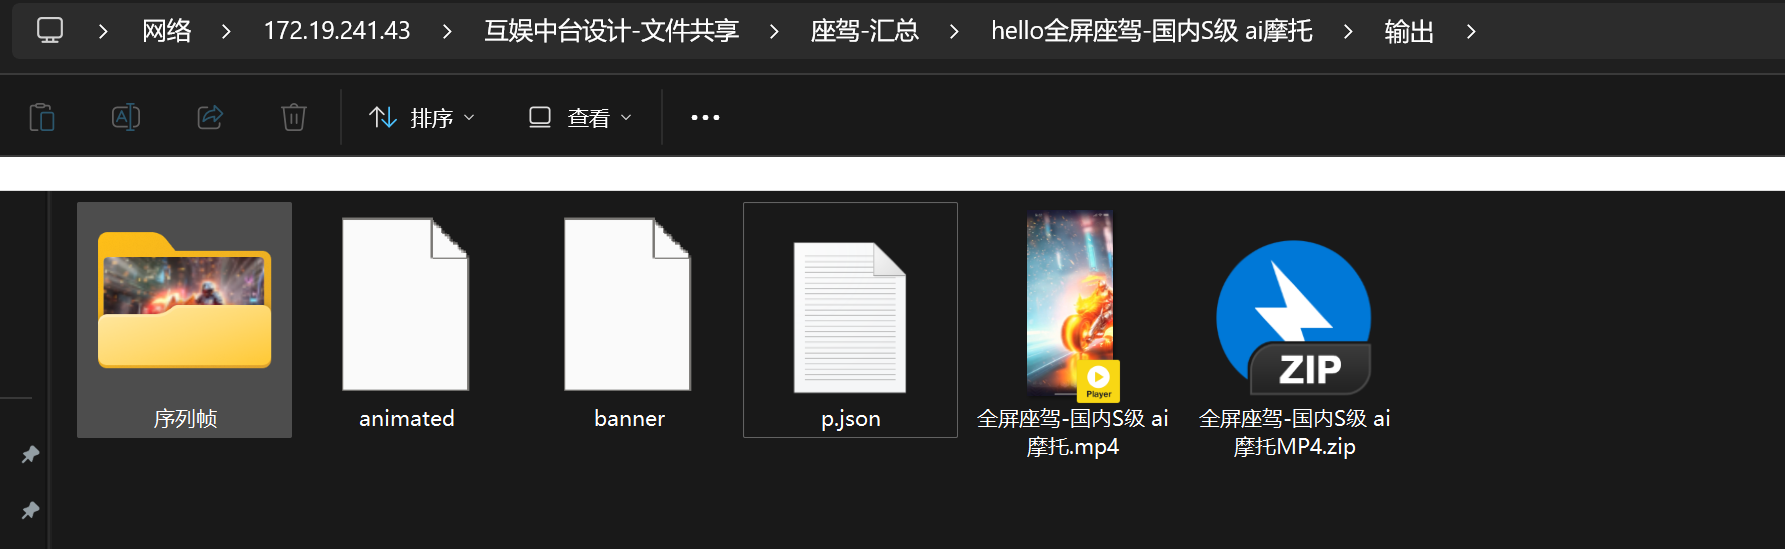 网络 172.19.241.43 互娱中台设计-文件共享 座驾-汇总 hello全屏座驾-国内S级 ai摩托 输出
排序 查看
Player
ZIP
序列帧
animated
banner
p.json
全屏座驾-国内S级 ai
摩托.mp4
全屏座驾-国内S级 ai
摩托MP4.zip